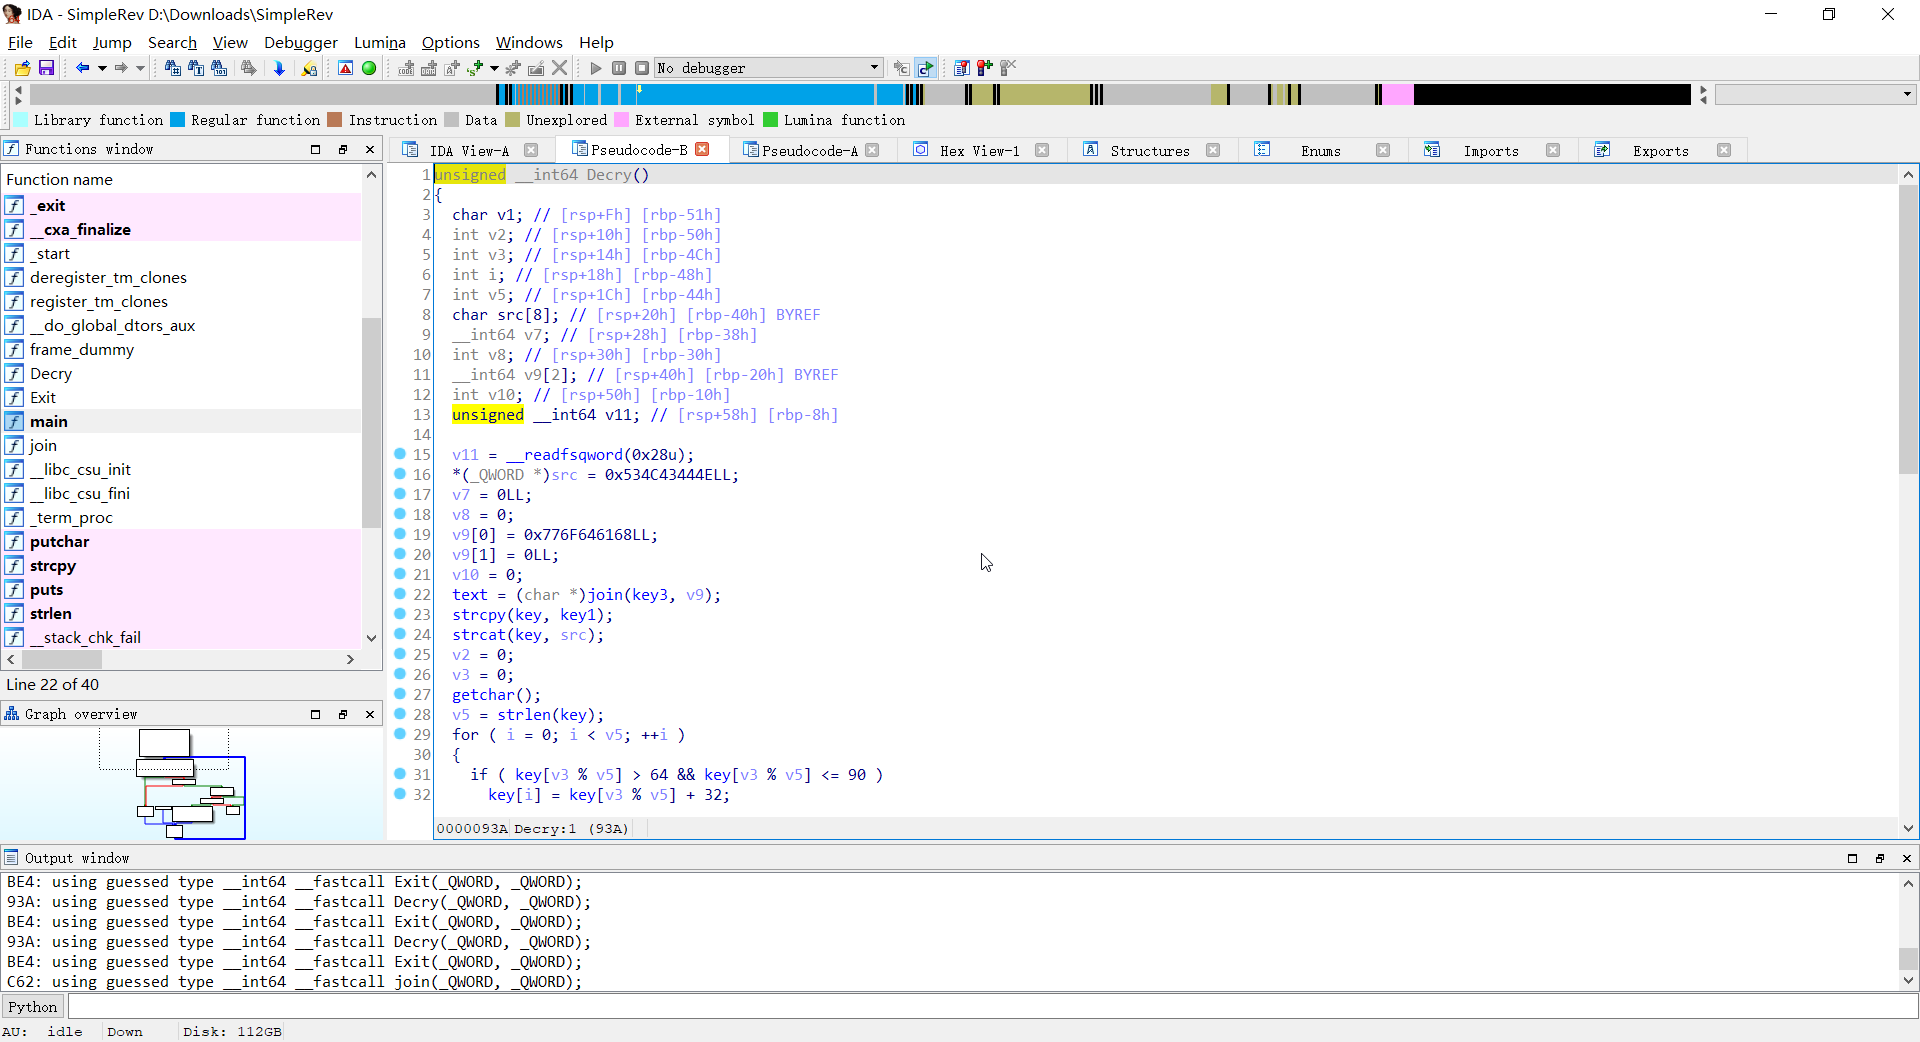 IDA - SimpleRev D:\Downloads\SimpleRev
File Edit Jump Search View Debugger Lumina Options Windows Help
No debugger
Library function Regular function Instruction Data Unexplored External symbol Lumina function
Functions window
IDA View-A Pseudocode-B Pseudocode-A Hex View-1 Structures Enums Imports Exports
Function name
_exit
__cxa_finalize
_start
deregister_tm_clones
register_tm_clones
__do_global_dtors_aux
frame_dummy
Decry
Exit
main
join
__libc_csu_init
__libc_csu_fini
_term_proc
putchar
strcpy
puts
strlen
__stack_chk_fail
Line 22 of 40
Graph overview
1 unsigned __int64 Decry()
2 {
3 char v1; // [rsp+Fh] [rbp-51h]
4 int v2; // [rsp+10h] [rbp-50h]
5 int v3; // [rsp+14h] [rbp-4Ch]
6 int i; // [rsp+18h] [rbp-48h]
7 int v5; // [rsp+1Ch] [rbp-44h]
8 char src[8]; // [rsp+20h] [rbp-40h] BYREF
9 __int64 v7; // [rsp+28h] [rbp-38h]
10 int v8; // [rsp+30h] [rbp-30h]
11 __int64 v9[2]; // [rsp+40h] [rbp-20h] BYREF
12 int v10; // [rsp+50h] [rbp-10h]
13 unsigned __int64 v11; // [rsp+58h] [rbp-8h]
14
15 v11 = __readfsqword(0x28u);
16 *(_QWORD *)src = 0x534C43444ELL;
17 v7 = 0LL;
18 v8 = 0;
19 v9[0] = 0x776F646168LL;
20 v9[1] = 0LL;
21 v10 = 0;
22 text = (char *)join(key3, v9);
23 strcpy(key, key1);
24 strcat(key, src);
25 v2 = 0;
26 v3 = 0;
27 getchar();
28 v5 = strlen(key);
29 for ( i = 0; i < v5; ++i )
30 {
31 if ( key[v3 % v5] > 64 && key[v3 % v5] <= 90 )
32 key[i] = key[v3 % v5] + 32;
0000093A Decry:1 (93A)
Output window
BE4: using guessed type __int64 __fastcall Exit(_QWORD, _QWORD);
93A: using guessed type __int64 __fastcall Decry(_QWORD, _QWORD);
BE4: using guessed type __int64 __fastcall Exit(_QWORD, _QWORD);
93A: using guessed type __int64 __fastcall Decry(_QWORD, _QWORD);
BE4: using guessed type __int64 __fastcall Exit(_QWORD, _QWORD);
C62: using guessed type __int64 __fastcall join(_QWORD, _QWORD);
Python
AU: idle Down Disk: 112GB